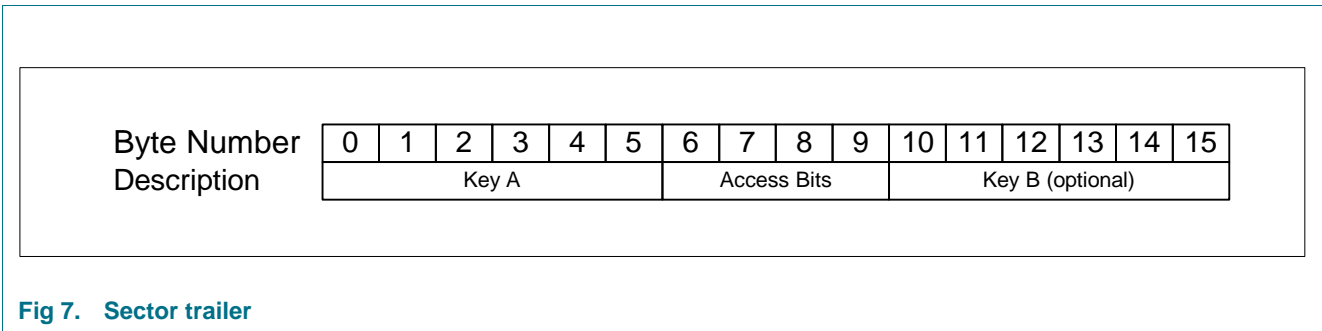 Byte Number 0 1 2 3 4 5 6 7 8 9 10 11 12 13 14 15
Description Key A Access Bits Key B (optional)
Fig 7. Sector trailer